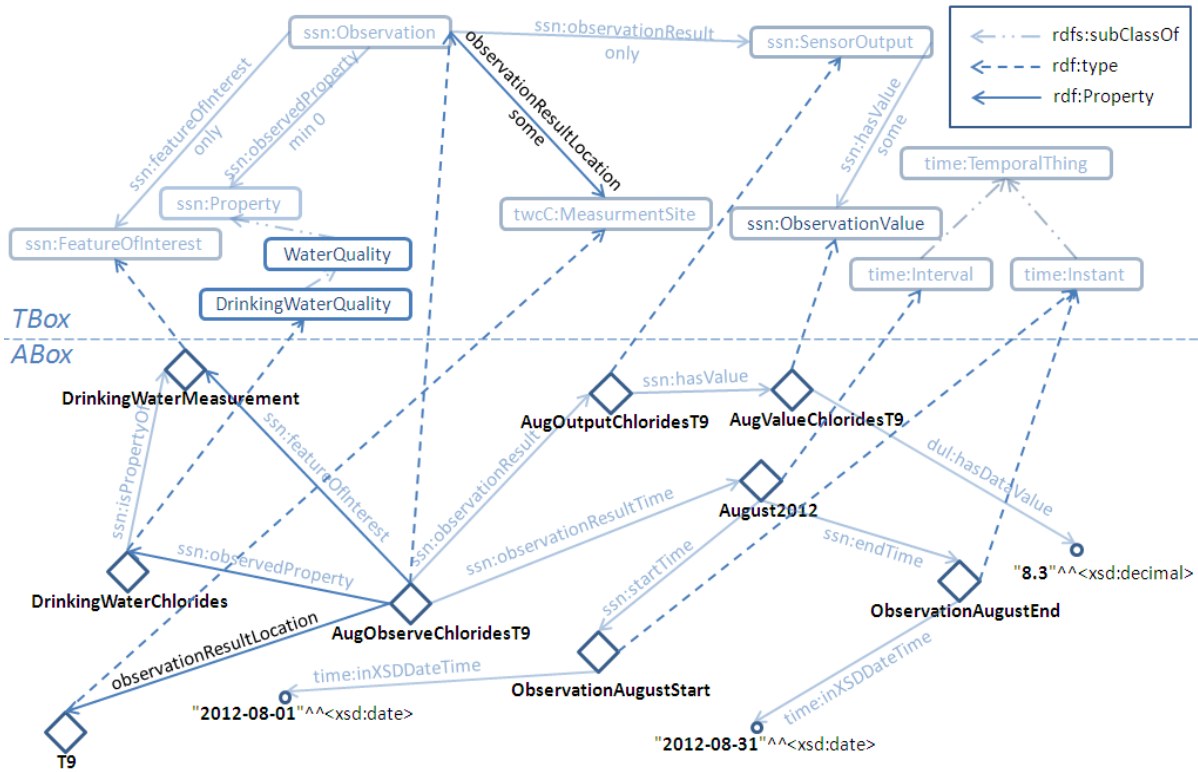 ssn:Observation
ssn:observationResult
only
ssn:SensorOutput
rdfs:subClassOf
rdf:type
rdf:Property
ssn:featureOfInterest
only
ssn:observedProperty
min 0
observationResultLocation
some
ssn:hasValue
some
time:TemporalThing
ssn:Property
twcC:MeasurmentSite
ssn:ObservationValue
ssn:FeatureOfInterest
WaterQuality
time:Interval
time:Instant
DrinkingWaterQuality
TBox
ABox
DrinkingWaterMeasurement
ssn:hasValue
AugOutputChloridesT9
AugValueChloridesT9
ssn:isPropertyOf
ssn:featureOfInterest
ssn:observationResult
dul:hasDataValue
August2012
ssn:observationResultTime
ssn:observedProperty
ssn:startTime
ssn:endTime
"8.3"^^<xsd:decimal>
DrinkingWaterChlorides
ObservationAugustEnd
AugObserveChloridesT9
observationResultLocation
time:inXSDDateTime
ObservationAugustStart
time:inXSDDateTime
"2012-08-01"^^<xsd:date>
"2012-08-31"^^<xsd:date>
T9